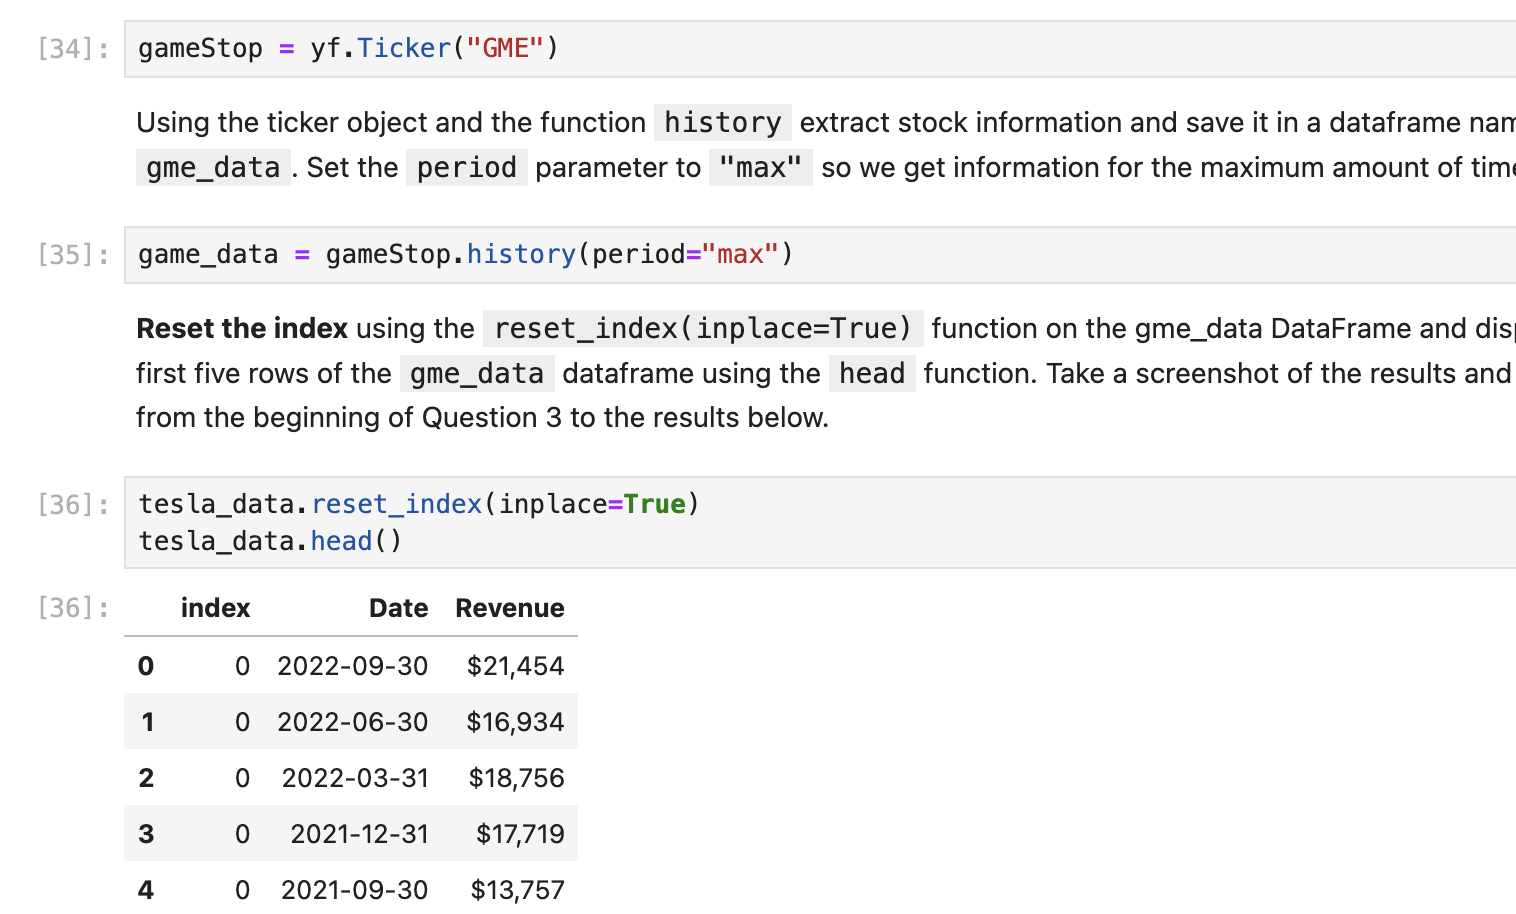 [34]: gameStop = yf.Ticker("GME")
Using the ticker object and the function history extract stock information and save it in a dataframe
gme_data. Set the period parameter to "max" so we get information for the maximum amount of
[35]: game_data = gameStop.history(period="max")
Reset the index using the reset_index(inplace=True) function on the gme_data DataFrame and
first five rows of the gme_data dataframe using the head function. Take a screenshot of the results and
from the beginning of Question 3 to the results below.
[36]: tesla_data.reset_index(inplace=True)
tesla_data.head()
[36]: index Date Revenue
0 0 2022-09-30 $21,454
1 0 2022-06-30 $16,934
2 0 2022-03-31 $18,756
3 0 2021-12-31 $17,719
4 0 2021-09-30 $13,757